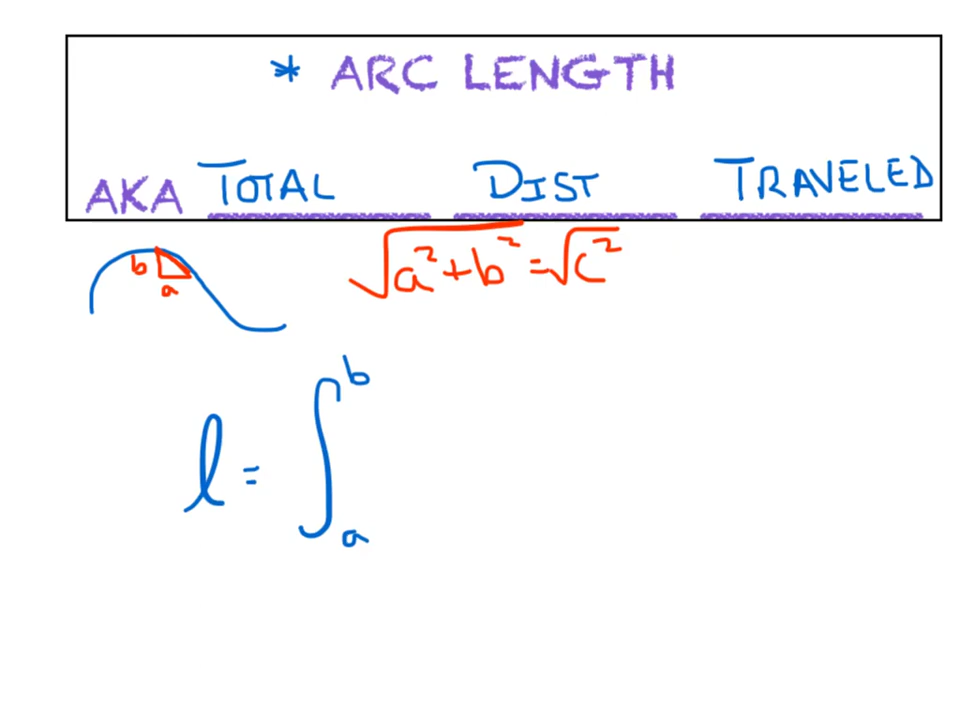 * ARC LENGTH
AKA TOTAL DIST TRAVELED
b
a
√a²+b² = √c²
l = ∫ₐᵇ